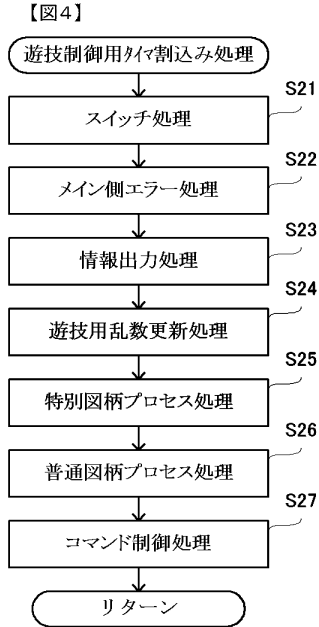 【図4】
遊技制御用タイマ割込み処理
S21
スイッチ処理
S22
メイン側エラー処理
S23
情報出力処理
S24
遊技用乱数更新処理
S25
特別図柄プロセス処理
S26
普通図柄プロセス処理
S27
コマンド制御処理
リターン